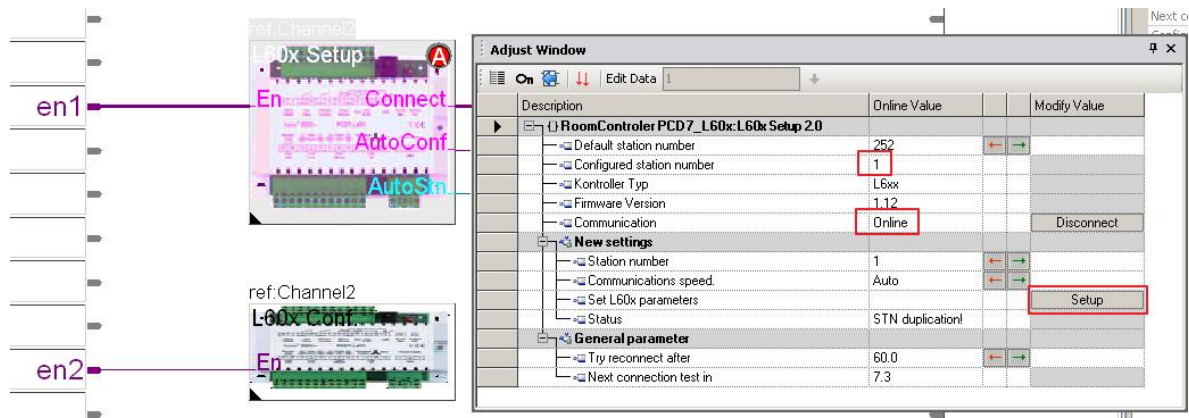 Next co
ref:Channel2
L60x Setup
A
En
Connect
AutoConf
AutoStn
en1
ref:Channel2
L60x Conf.
En
en2
Adjust Window
On
Edit Data 1
Description Online Value Modify Value
RoomControler PCD7_L60x:L60x Setup 2.0
Default station number 252
Configured station number 1
Kontroller Typ L6xx
Firmware Version 1.12
Communication Online Disconnect
New settings
Station number 1
Communications speed. Auto
Set L60x parameters Setup
Status STN duplication!
General parameter
Try reconnect after 60.0
Next connection test in 7.3